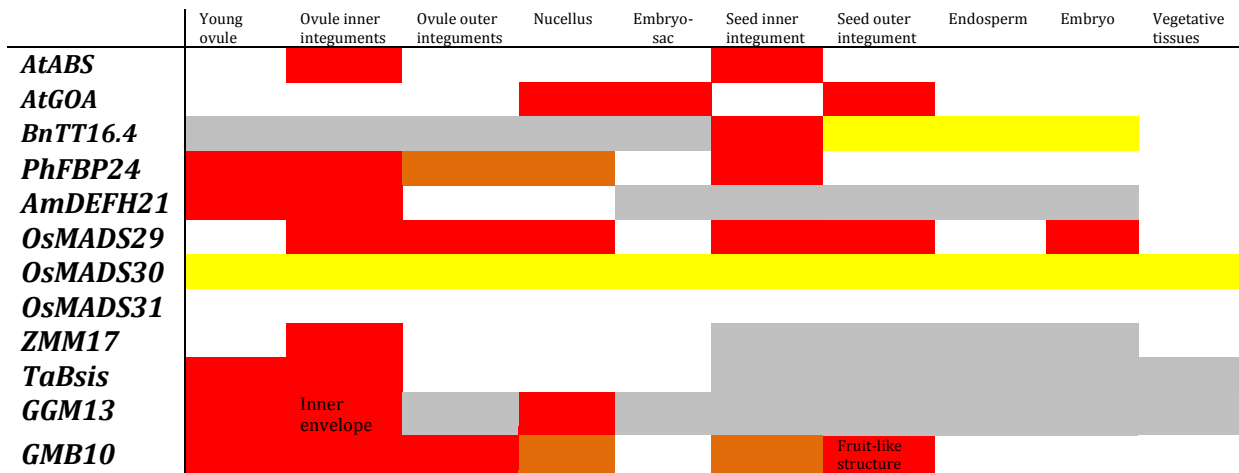 Young ovule
Ovule inner integuments
Ovule outer integuments
Nucellus
Embryo-sac
Seed inner integument
Seed outer integument
Endosperm
Embryo
Vegetative tissues
AtABS
AtGOA
BnTT16.4
PhFBP24
AmDEFH21
OsMADS29
OsMADS30
OsMADS31
ZMM17
TaBsis
GGM13
Inner envelope
GMB10
Fruit-like structure